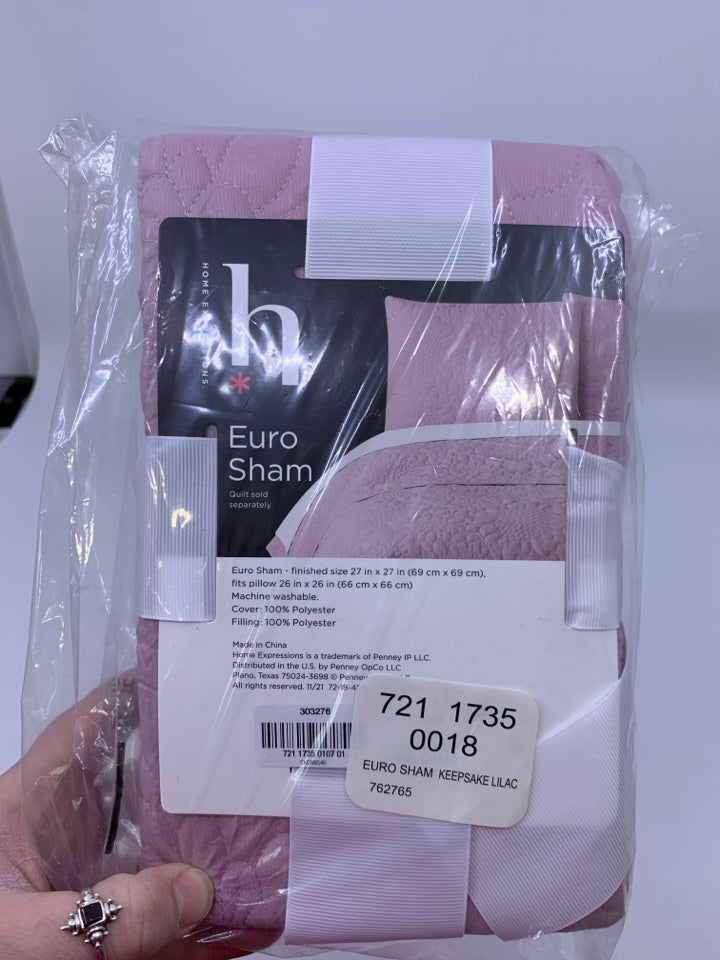 HOME EXPRESSIONS.
h
*
Euro
Sham
Quilt sold
separately
Euro Sham - finished size 27 in x 27 in (69 cm x 69 cm),
fits pillow 26 in x 26 in (66 cm x 66 cm)
Machine washable.
Cover: 100% Polyester
Filling: 100% Polyester
Made in China
Home Expressions is a trademark of Penney IP LLC.
Distributed in the U.S. by Penney OpCo LLC
Plano, Texas 75024-3698 ©
All rights reserved. 11/21
303276
721 1735 0107 01
721 1735
0018
EURO SHAM KEEPSAKE LILAC
762765